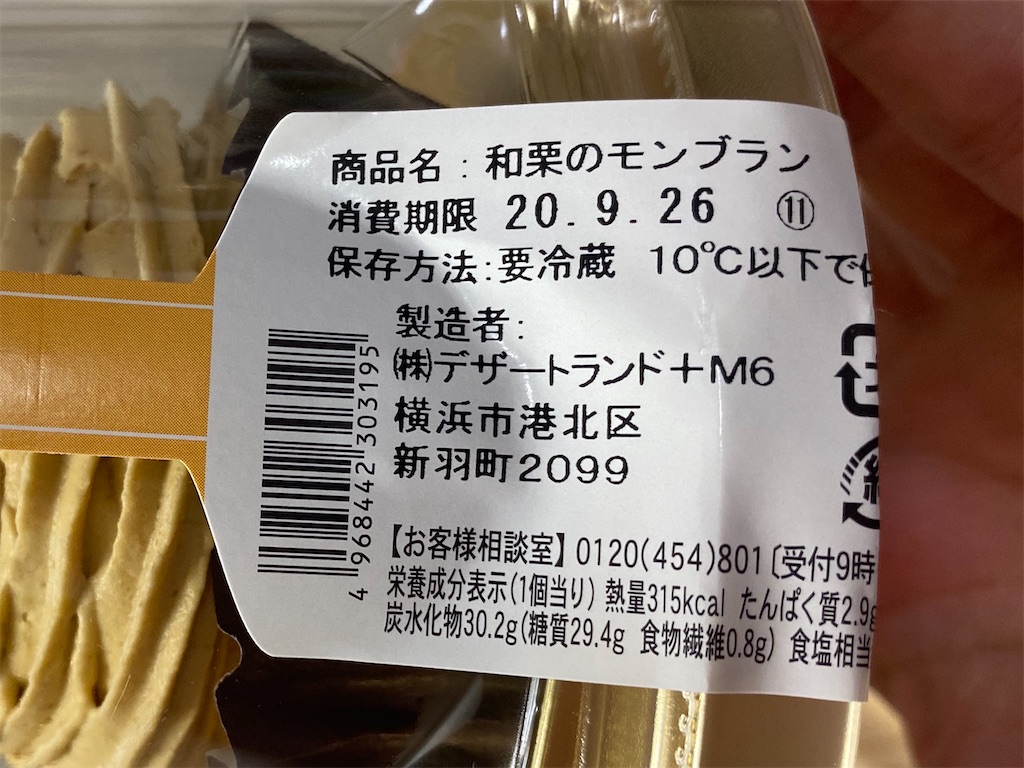 商品名：和栗のモンブラン
消費期限 20.9.26 ⑪
保存方法：要冷蔵 10℃以下で
製造者：
㈱デザートランド＋M6
横浜市港北区
新羽町2099
4968442303195
【お客様相談室】0120(454)801〔受付9時
栄養成分表示(1個当り) 熱量315kcal たんぱく質2.9g
炭水化物30.2g(糖質29.4g 食物繊維0.8g) 食塩相当